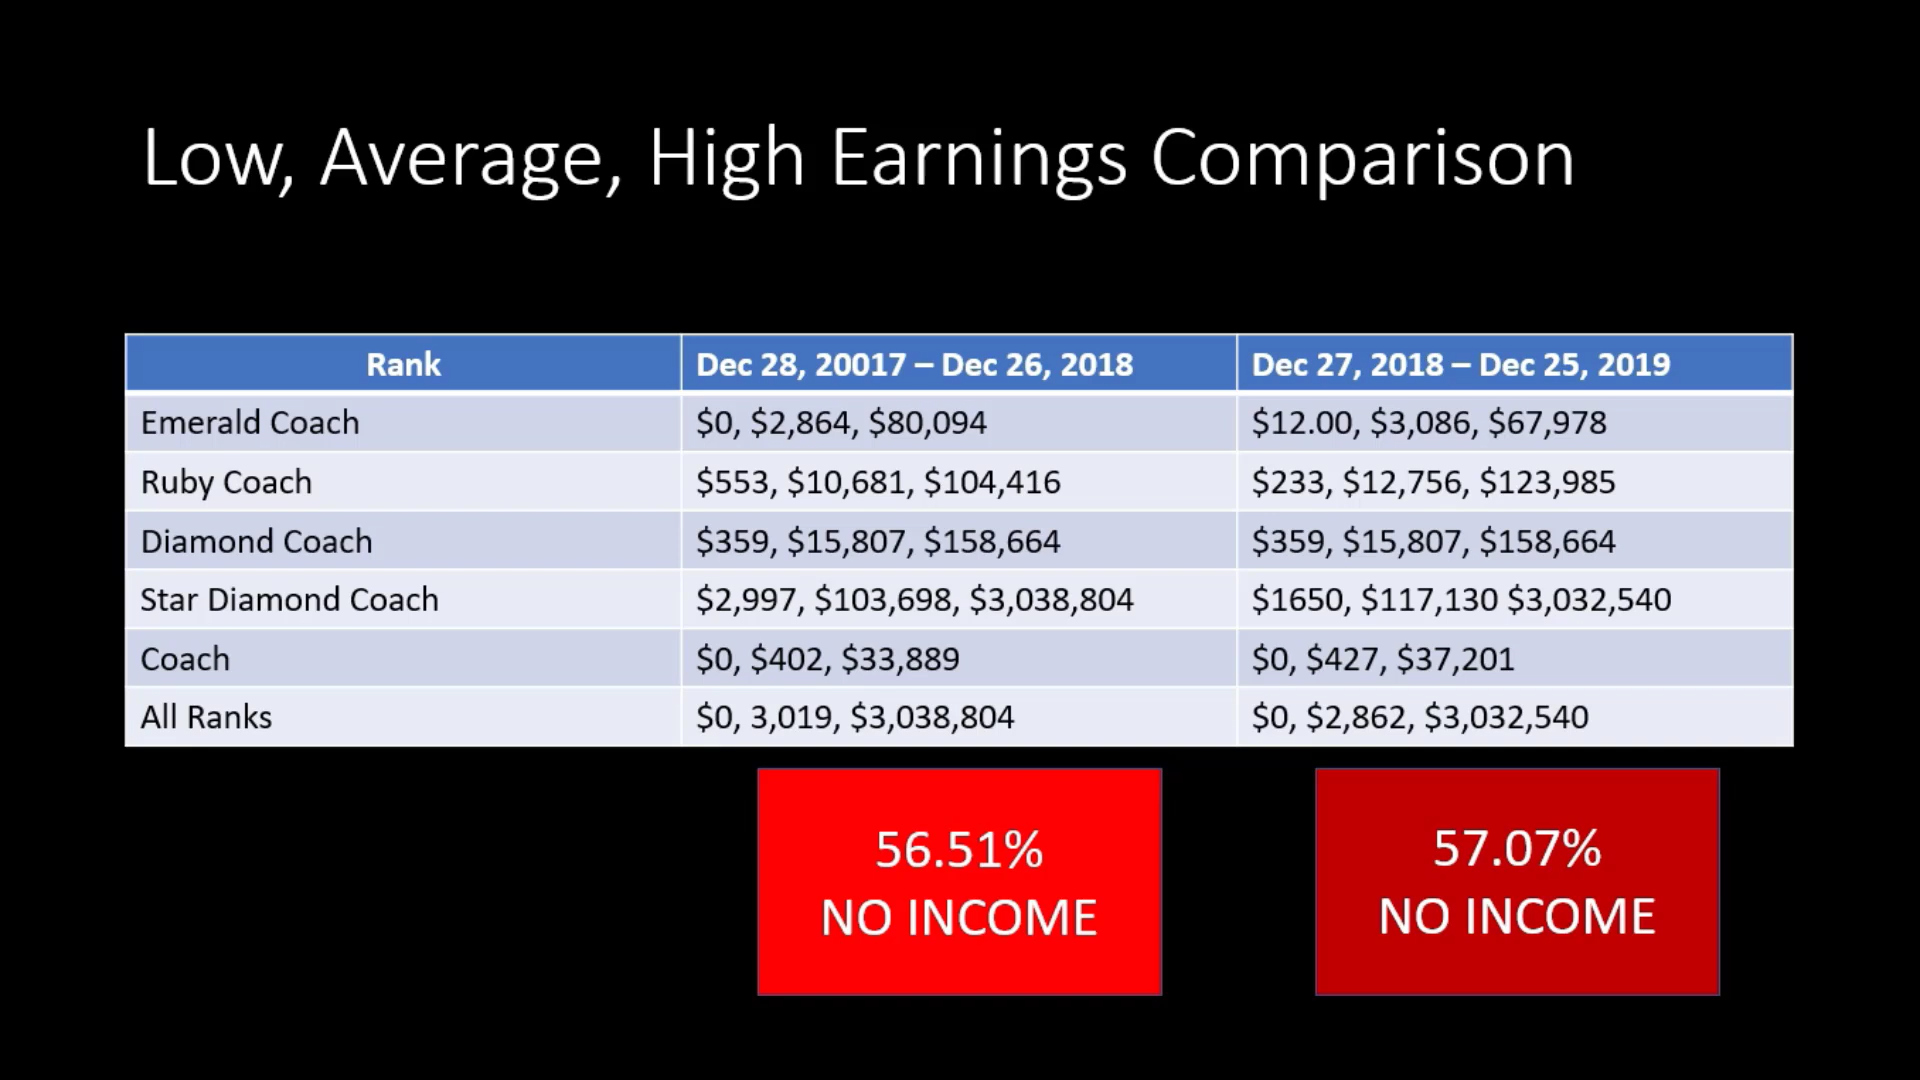 Low, Average, High Earnings Comparison
Rank Dec 28, 20017 – Dec 26, 2018 Dec 27, 2018 – Dec 25, 2019
Emerald Coach $0, $2,864, $80,094 $12.00, $3,086, $67,978
Ruby Coach $553, $10,681, $104,416 $233, $12,756, $123,985
Diamond Coach $359, $15,807, $158,664 $359, $15,807, $158,664
Star Diamond Coach $2,997, $103,698, $3,038,804 $1650, $117,130 $3,032,540
Coach $0, $402, $33,889 $0, $427, $37,201
All Ranks $0, 3,019, $3,038,804 $0, $2,862, $3,032,540
56.51%
NO INCOME
57.07%
NO INCOME